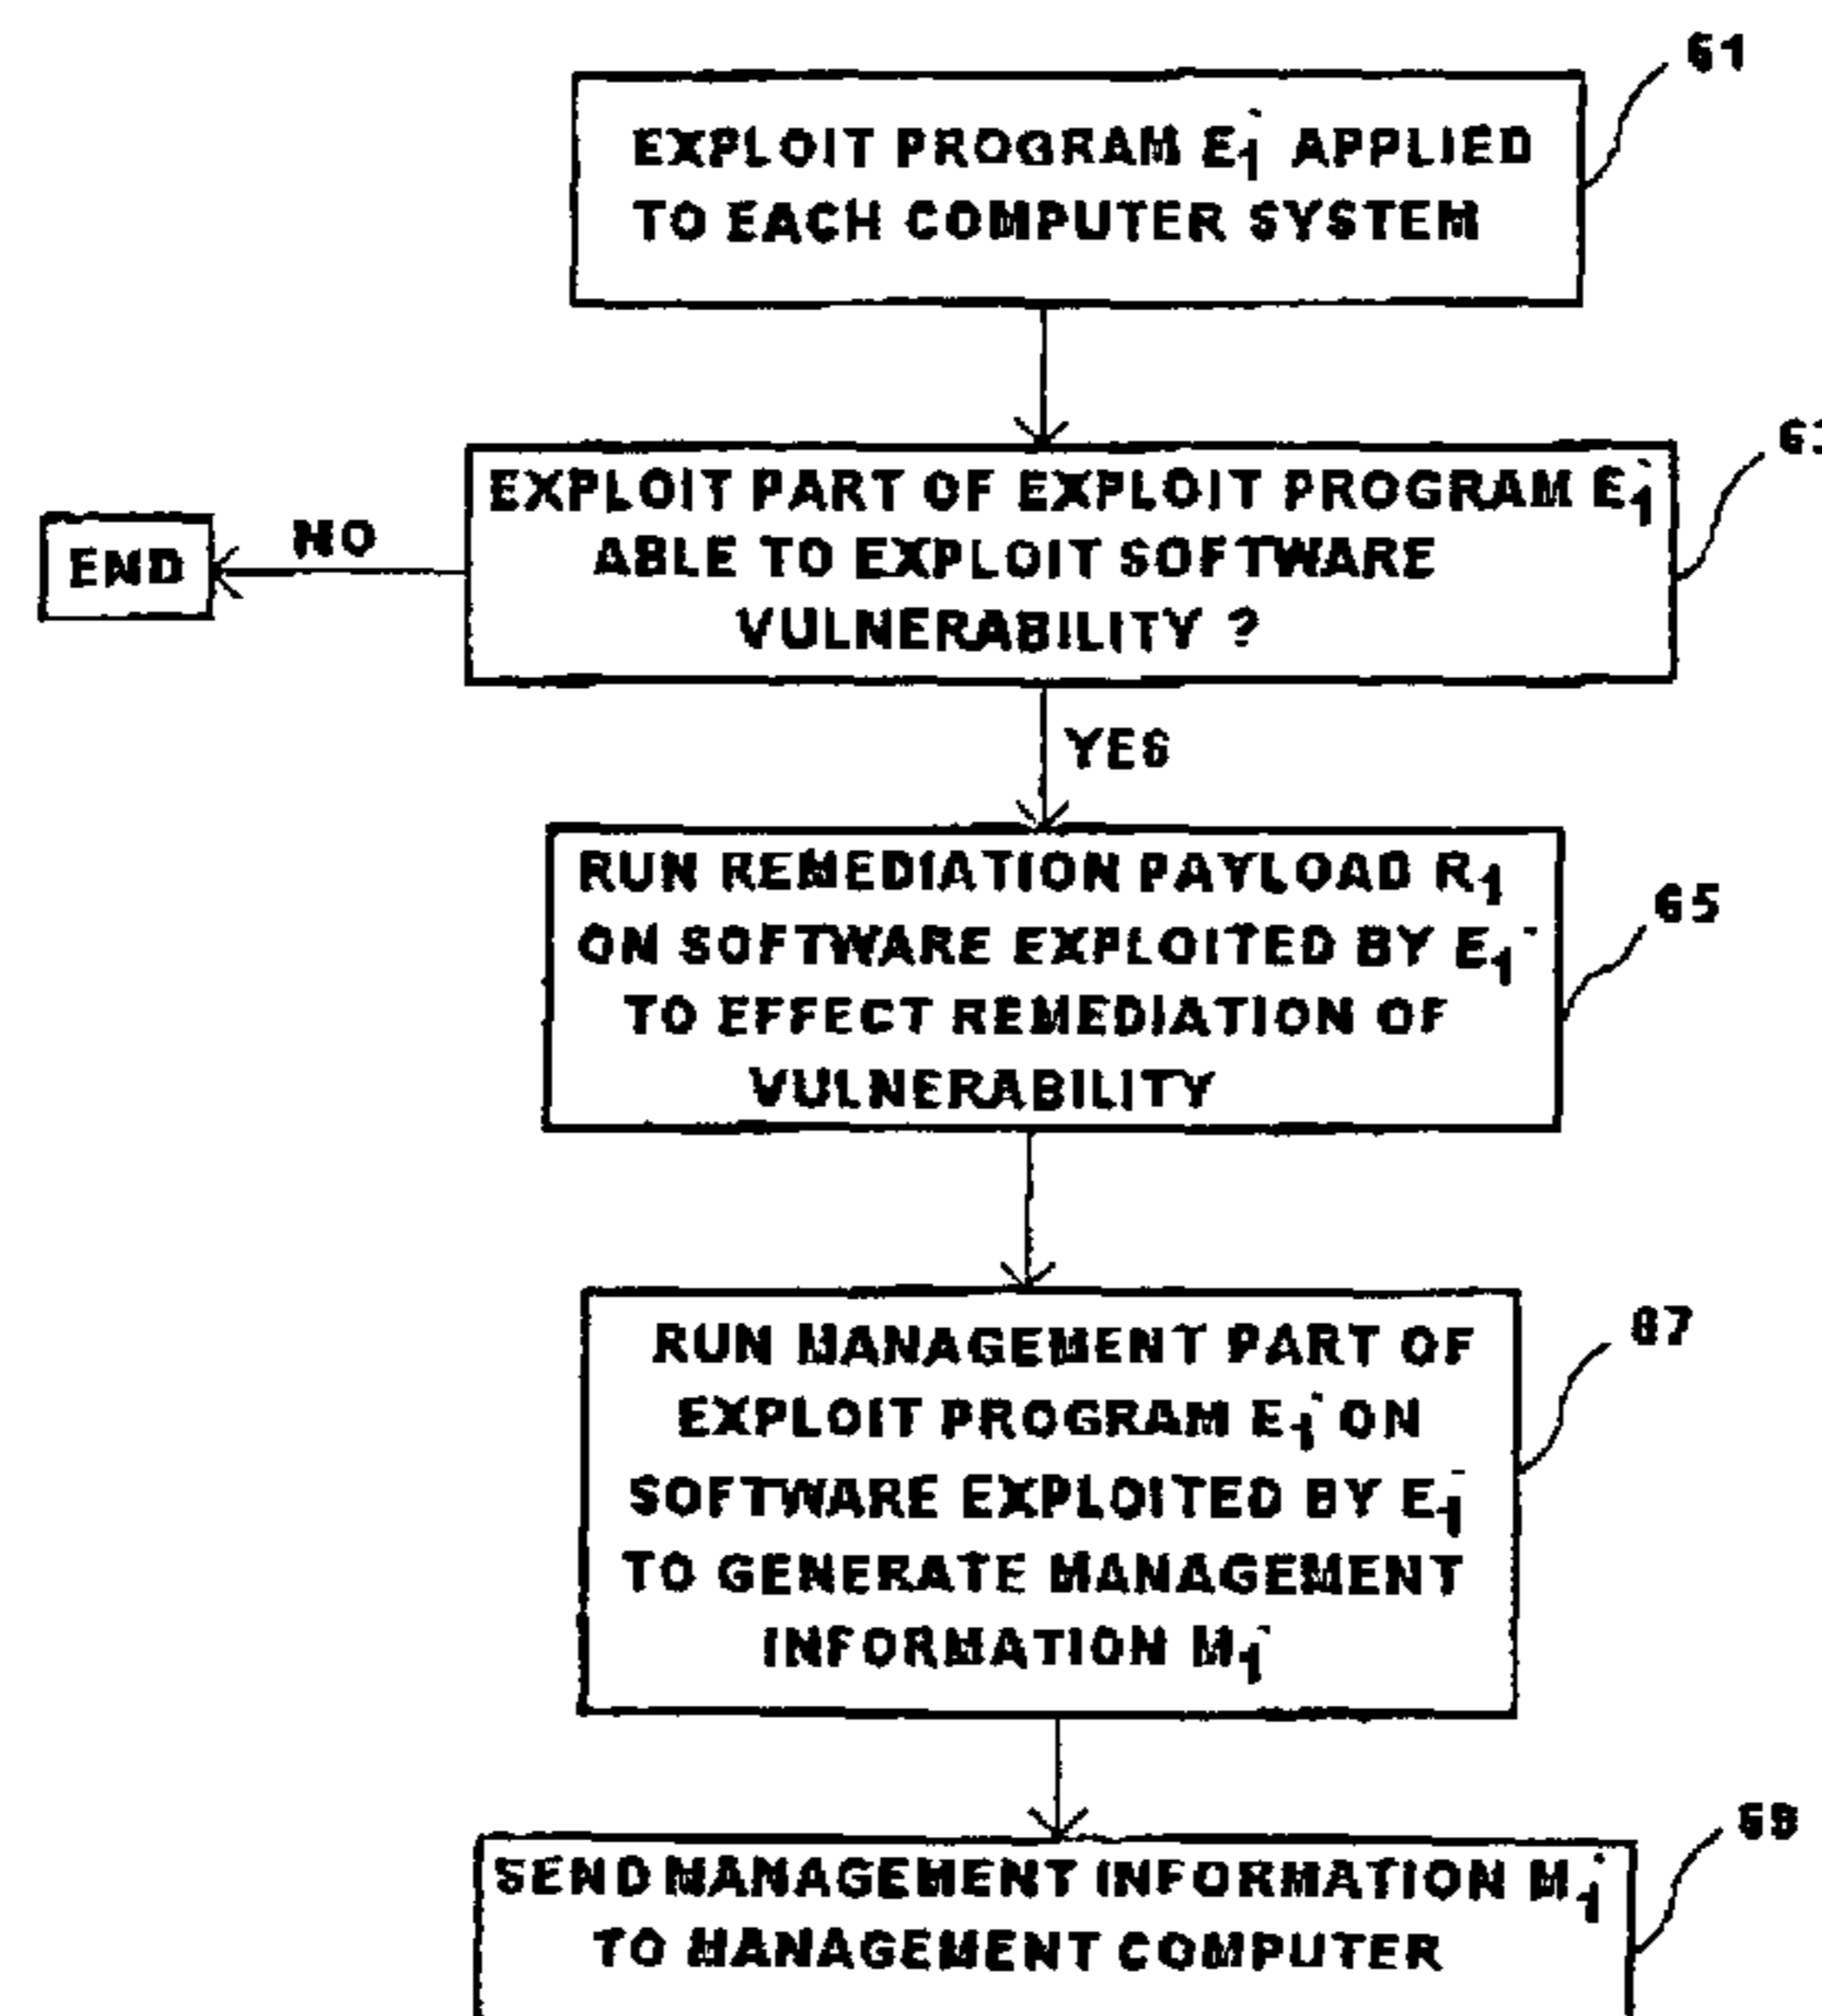 61
EXPLOIT PROGRAM E₁' APPLIED
TO EACH COMPUTER SYSTEM
EXPLOIT PART OF EXPLOIT PROGRAM E₁'
ABLE TO EXPLOIT SOFTWARE
VULNERABILITY ?
NO
END
YES
RUN REMEDIATION PAYLOAD R₁
ON SOFTWARE EXPLOITED BY E₁'
TO EFFECT REMEDIATION OF
VULNERABILITY
65
RUN MANAGEMENT PART OF
EXPLOIT PROGRAM E₁' ON
SOFTWARE EXPLOITED BY E₁'
TO GENERATE MANAGEMENT
INFORMATION M₁'
67
SEND MANAGEMENT INFORMATION M₁'
TO MANAGEMENT COMPUTER
69